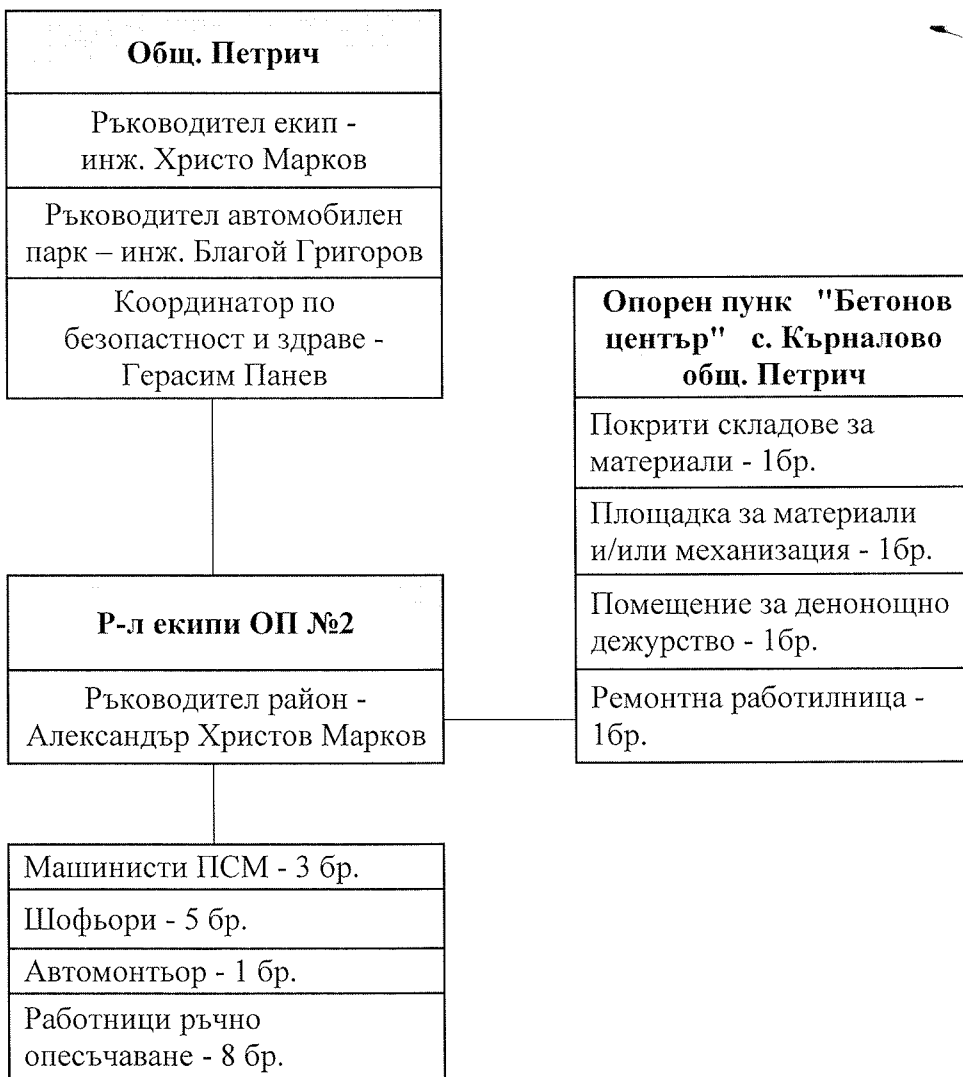 Общ. Петрич
Ръководител екип -
инж. Христо Марков
Ръководител автомобилен
парк – инж. Благой Григоров
Координатор по
безопастност и здраве -
Герасим Панев
Опорен пунк "Бетонов
център" с. Кърналово
общ. Петрич
Покрити складове за
материали - 1бр.
Площадка за материали
и/или механизация - 1бр.
Помещение за денонощно
дежурство - 1бр.
Ремонтна работилница -
1бр.
Р-л екипи ОП №2
Ръководител район -
Александър Христов Марков
Машинисти ПСМ - 3 бр.
Шофьори - 5 бр.
Автомонтьор - 1 бр.
Работници ръчно
опесъчаване - 8 бр.